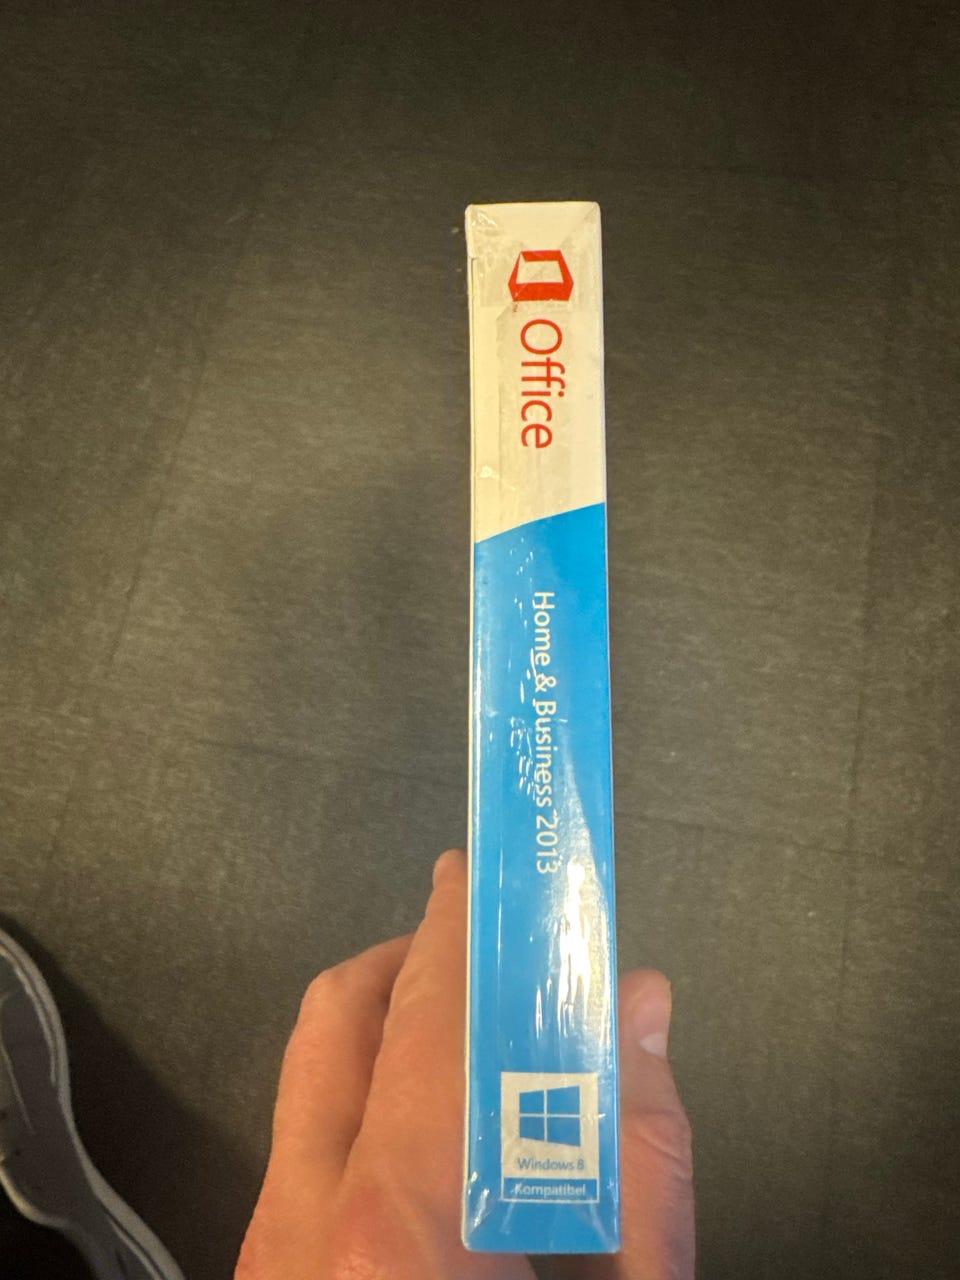 Office
Home & Business 2013
Windows 8
Kompatibel